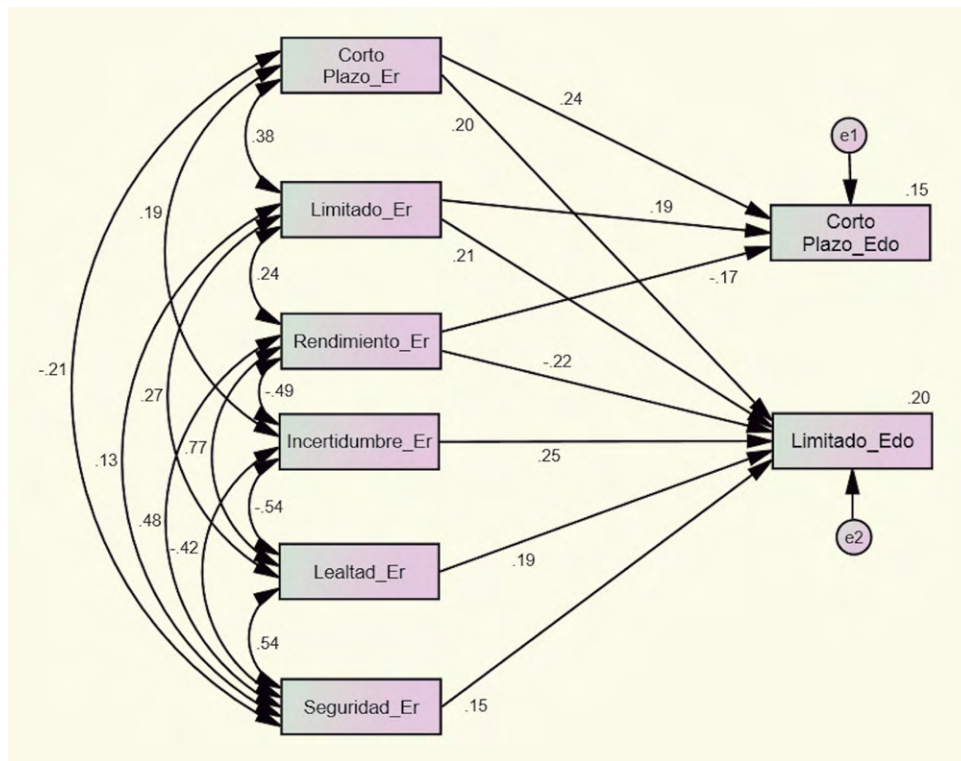 Corto
Plazo_Er
.24
.20
e1
.38
.15
.19
Limitado_Er
.19
Corto
Plazo_Edo
.21
.24
-.17
Rendimiento_Er
-.22
-.21
.27
-.49
.20
Incertidumbre_Er
Limitado_Edo
.13
.77
.25
.48
-.42
-.54
e2
Lealtad_Er
.19
.54
Seguridad_Er
.15